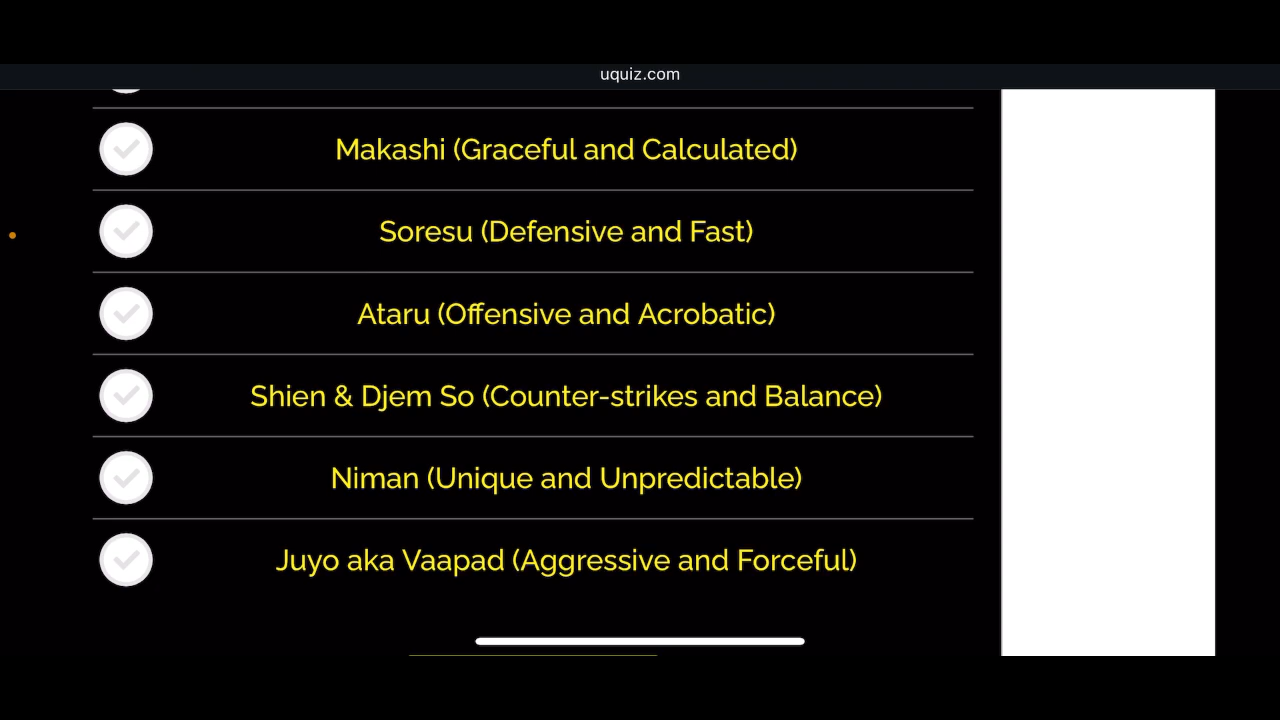 uquiz.com
Makashi (Graceful and Calculated)
Soresu (Defensive and Fast)
Ataru (Offensive and Acrobatic)
Shien & Djem So (Counter-strikes and Balance)
Niman (Unique and Unpredictable)
Juyo aka Vaapad (Aggressive and Forceful)